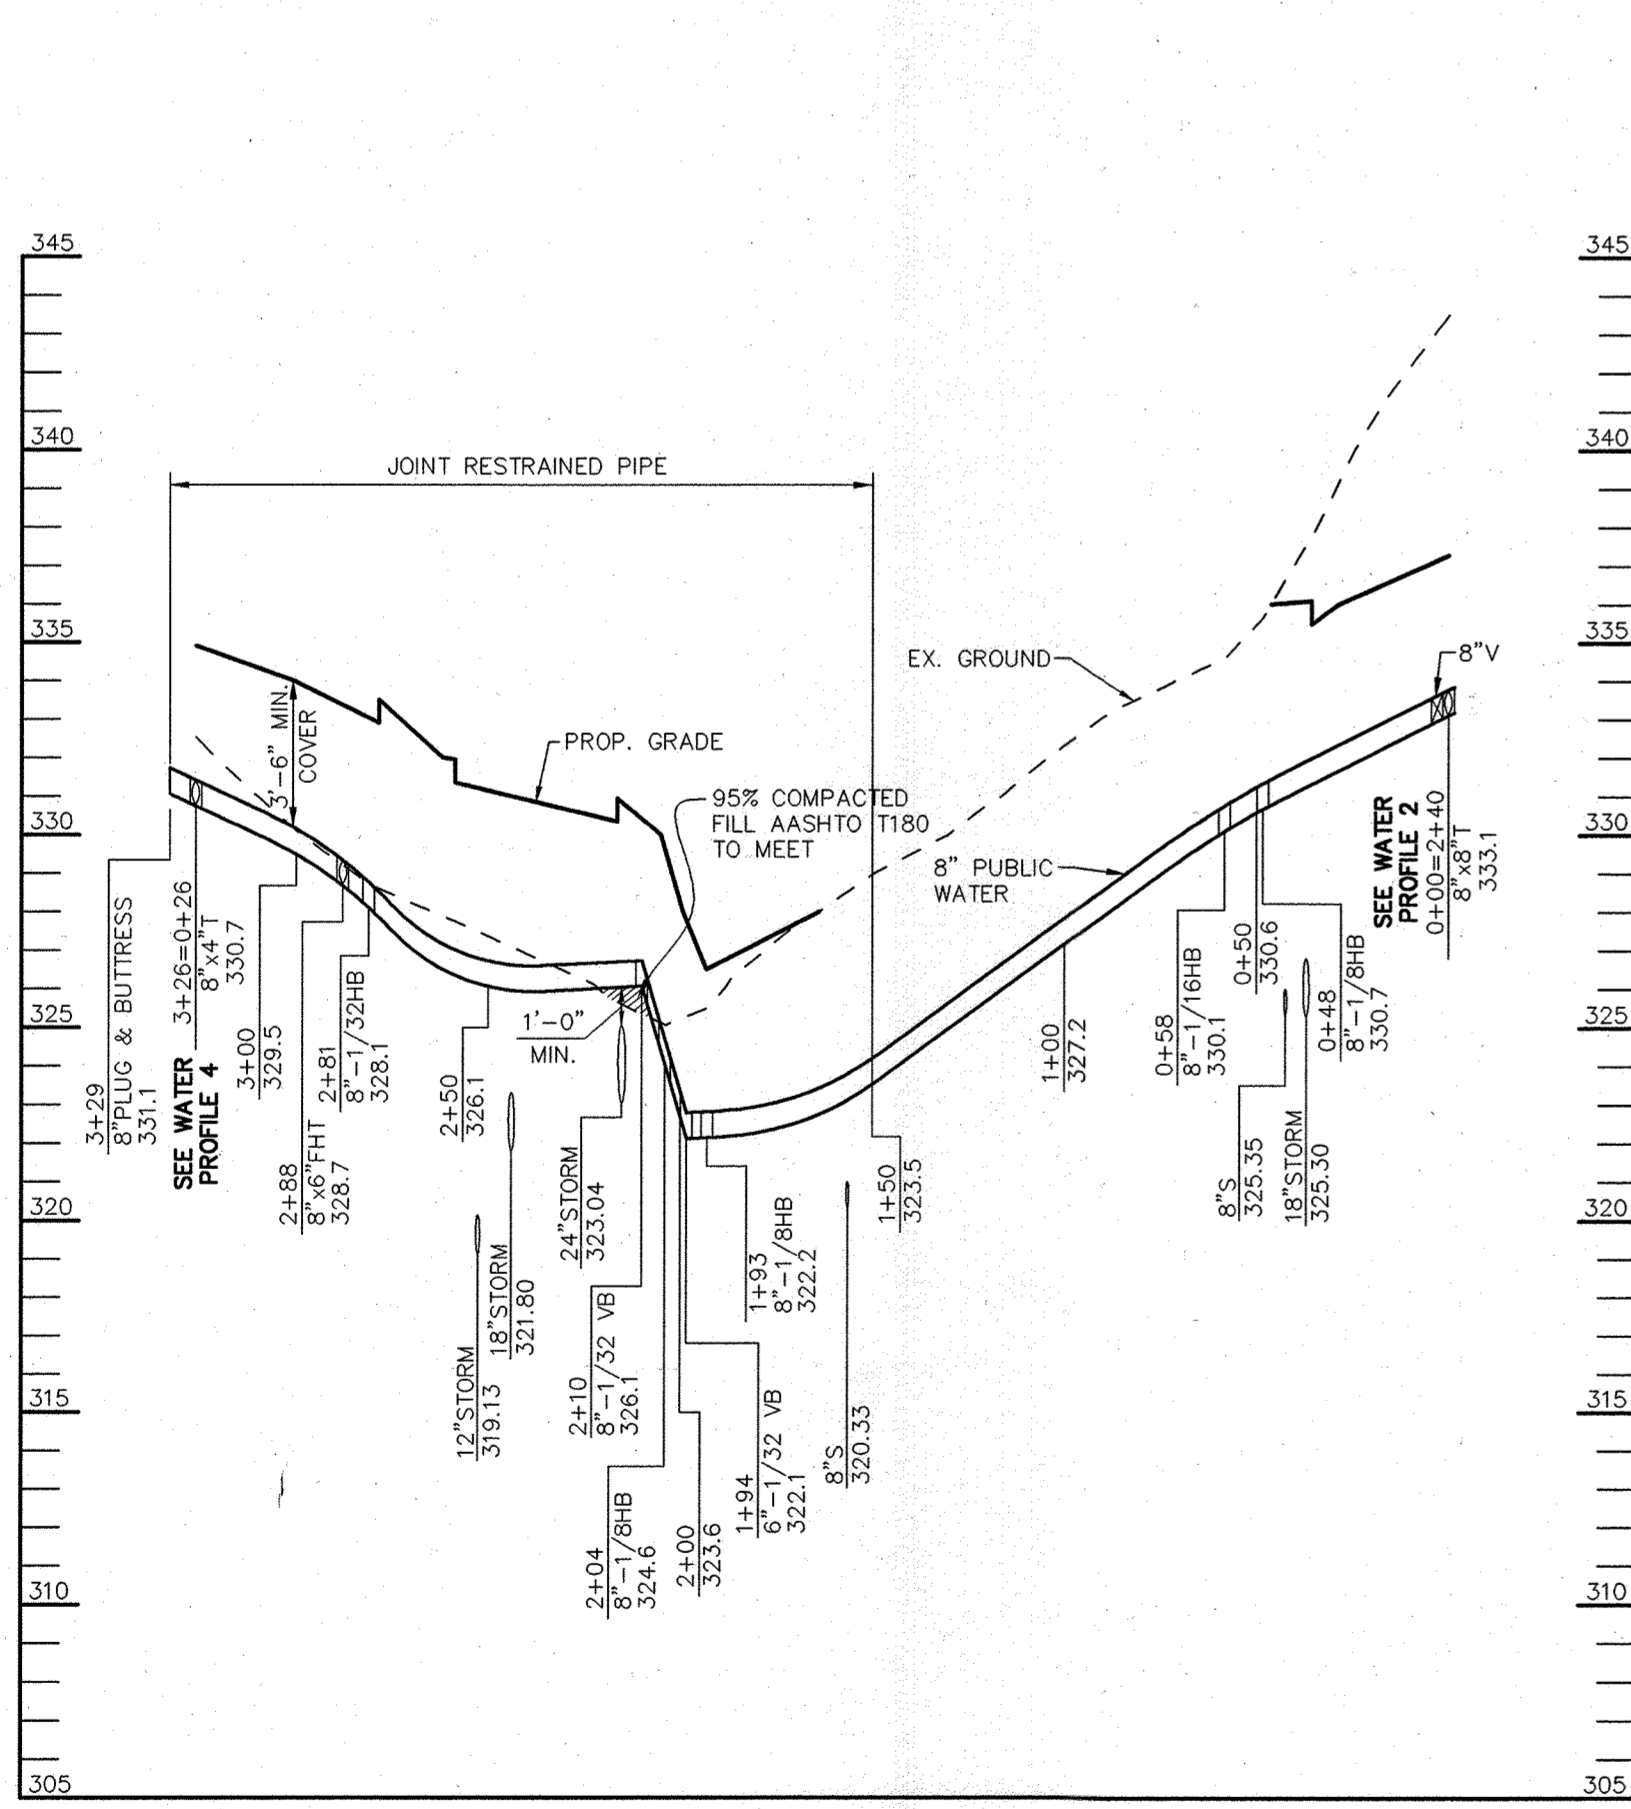 345
340
335
330
325
320
315
310
305
345
340
335
330
325
320
315
310
305
JOINT RESTRAINED PIPE
3'-6" MIN.
COVER
PROP. GRADE
95% COMPACTED
FILL AASHTO T180
TO MEET
EX. GROUND
8" PUBLIC
WATER
8"V
1'-0"
MIN.
3+29
8"PLUG & BUTTRESS
331.1
SEE WATER
PROFILE 4
3+26=0+26
8"x4"T
330.7
3+00
329.5
2+88
8"x6"FHT
328.7
2+81
8"-1/32HB
328.1
2+50
326.1
12"STORM
319.13
18"STORM
321.80
24"STORM
323.04
2+10
8"-1/32 VB
326.1
2+04
8"-1/8HB
324.6
2+00
323.6
1+94
6"-1/32 VB
322.1
1+93
8"-1/8HB
322.2
8"S
320.33
1+50
323.5
1+00
327.2
0+58
8"-1/16HB
330.1
0+50
330.6
0+48
8"-1/8HB
330.7
8"S
325.35
18"STORM
325.30
SEE WATER
PROFILE 2
0+00=2+40
8"x8"T
333.1